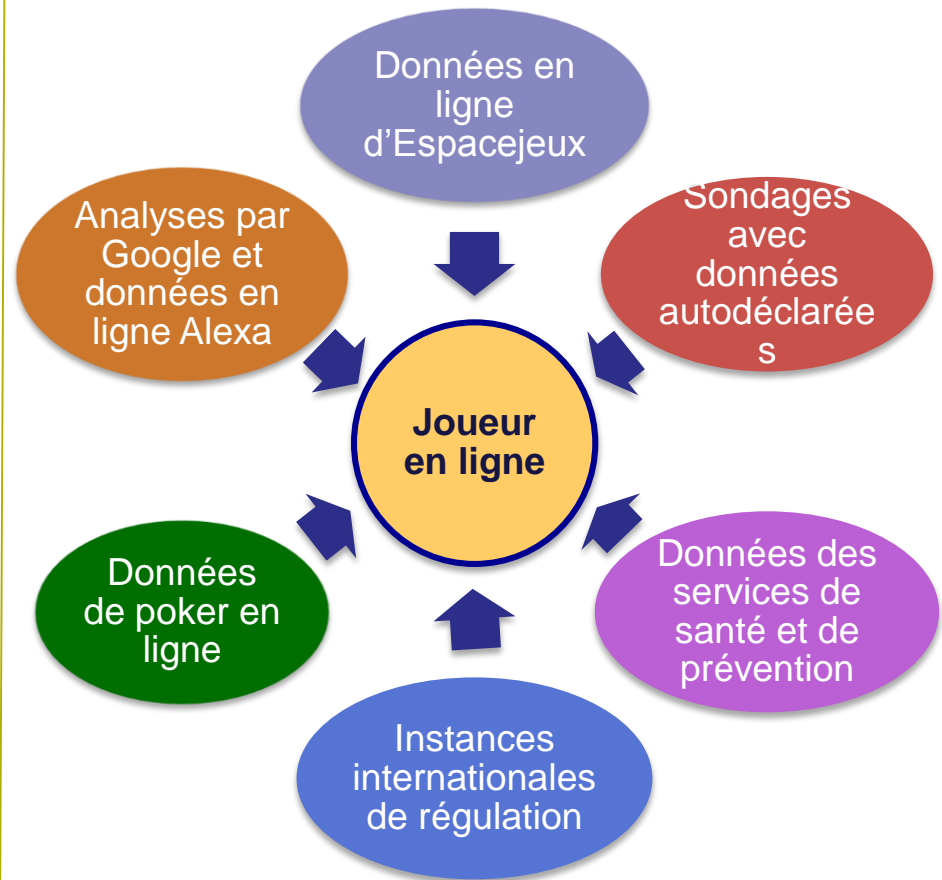 Données en
ligne
d'Espacejeux
Analyses par
Google et
données en
ligne Alexa
Sondages
avec
données
autodéclarée
s
Joueur
en ligne
Données
de poker en
ligne
Données des
services de
santé et de
prévention
Instances
internationales
de régulation